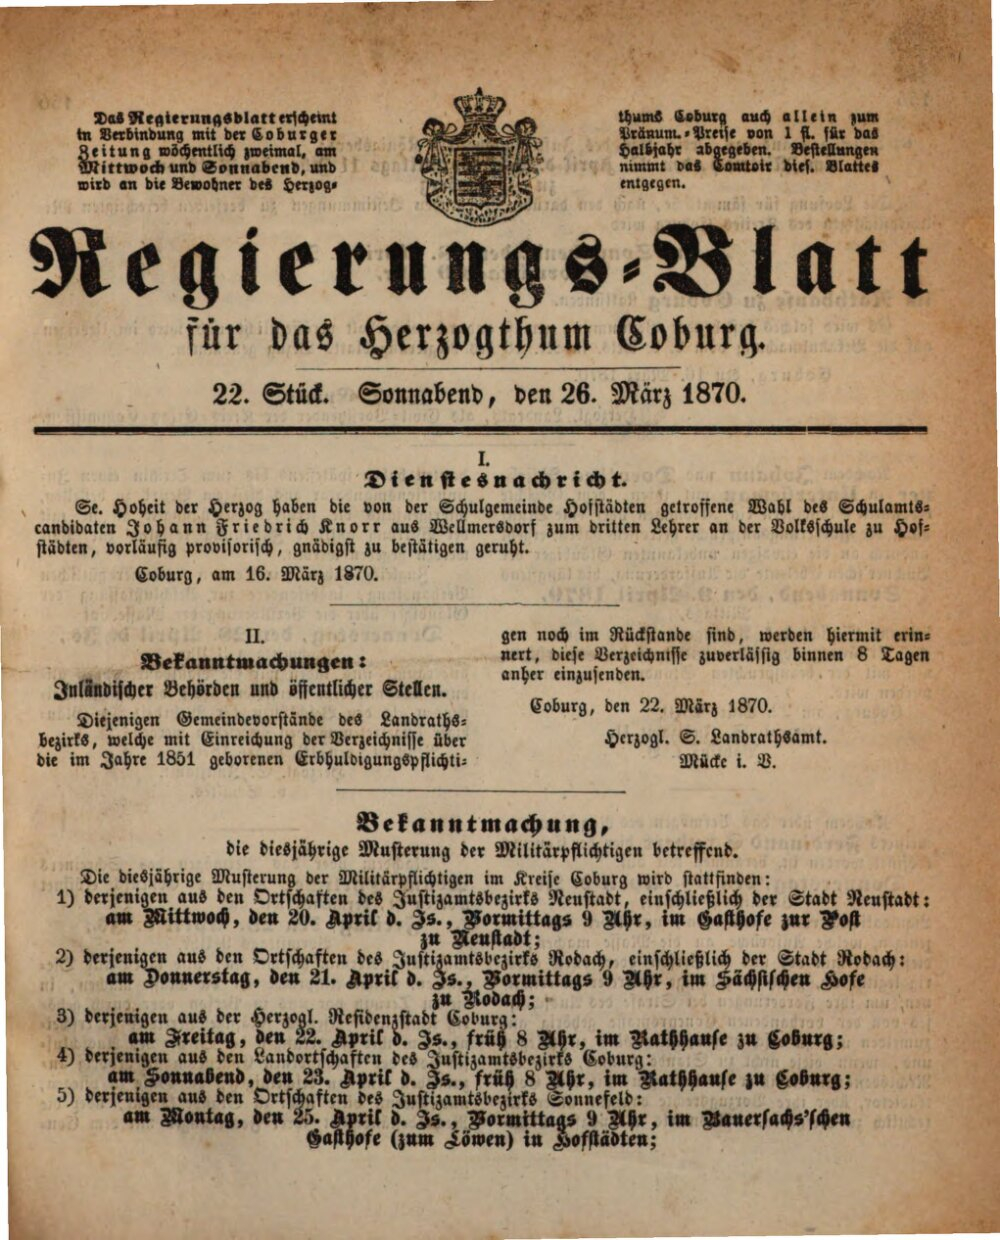 Das Regierungsblatt erscheint
in Verbindung mit der Coburger
Zeitung wöchentlich zweimal, am
Mittwoch und Sonnabend, und
wird an die Bewohner des Herzog-
thums Coburg auch allein zum
Pränum.-Preise von 1 fl. für das
Halbjahr abgegeben. Bestellungen
nimmt das Comtoir dies. Blattes
entgegen.
Regierungs-Blatt
für das Herzogthum Coburg.
22. Stück. Sonnabend, den 26. März 1870.
I.
Dienstesnachricht.
Se. Hoheit der Herzog haben die von der Schulgemeinde Hofstädten getroffene Wahl des Schulamts-
candidaten Johann Friedrich Knorr aus Wellmersdorf zum dritten Lehrer an der Volksschule zu Hof-
städten, vorläufig provisorisch, gnädigst zu bestätigen geruht.
Coburg, am 16. März 1870.
II.
Bekanntmachungen:
Inländischer Behörden und öffentlicher Stellen.
Diejenigen Gemeindevorstände des Landraths-
bezirks, welche mit Einreichung der Verzeichnisse über
die im Jahre 1851 geborenen Erbhuldigungspflichti-
gen noch im Rückstande sind, werden hiermit erin-
nert, diese Verzeichnisse zuverlässig binnen 8 Tagen
anher einzusenden.
Coburg, den 22. März 1870.
Herzogl. S. Landrathsamt.
Mücke i. V.
Bekanntmachung,
die diesjährige Musterung der Militärpflichtigen betreffend.
Die diesjährige Musterung der Militärpflichtigen im Kreise Coburg wird stattfinden:
1) derjenigen aus den Ortschaften des Justizamtsbezirks Neustadt, einschließlich der Stadt Neustadt:
am Mittwoch, den 20. April d. Js., Vormittags 9 Uhr, im Gasthofe zur Post
zu Neustadt;
2) derjenigen aus den Ortschaften des Justizamtsbezirks Rodach, einschließlich der Stadt Rodach:
am Donnerstag, den 21. April d. Js., Vormittags 9 Uhr, im Sächsischen Hofe
zu Rodach;
3) derjenigen aus der Herzogl. Residenzstadt Coburg:
am Freitag, den 22. April d. Js., früh 8 Uhr, im Rathhause zu Coburg;
4) derjenigen aus den Landortschaften des Justizamtsbezirks Coburg:
am Sonnabend, den 23. April d. Js., früh 8 Uhr, im Rathhause zu Coburg;
5) derjenigen aus den Ortschaften des Justizamtsbezirks Sonnefeld:
am Montag, den 25. April d. Js., Vormittags 9 Uhr, im Bauersachs'schen
Gasthofe (zum Löwen) in Hofstädten;